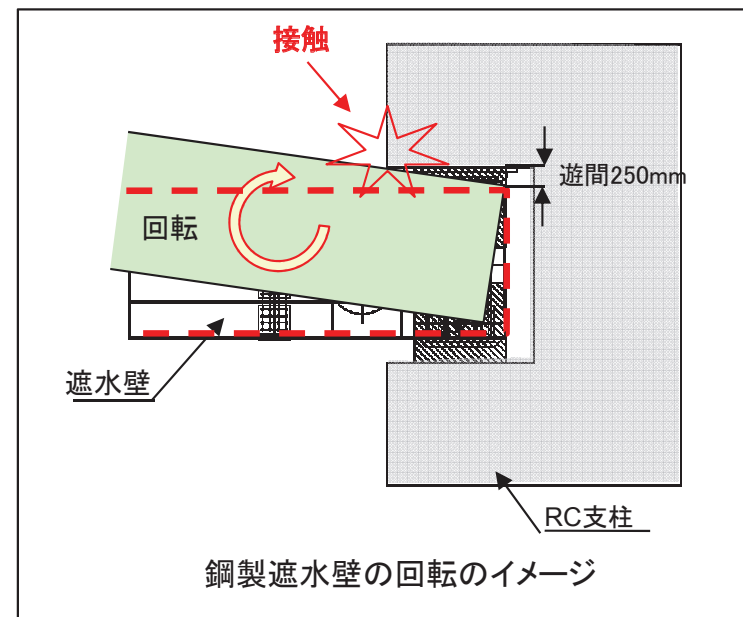 接触
遊間250mm
回転
遮水壁
RC支柱
鋼製遮水壁の回転のイメージ